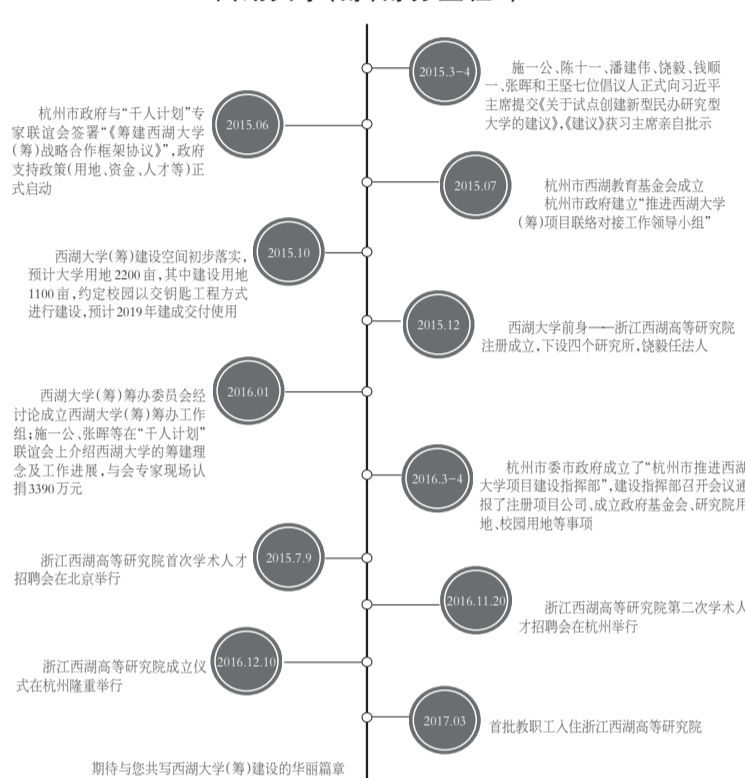 2015.3-4
施一公、陈十一、潘建伟、饶毅、钱顺
一、张晖和王坚七位倡议人正式向习近平
主席提交《关于试点创建新型民办研究型
大学的建议》,《建议》获习主席亲自批示
2015.06
杭州市政府与“千人计划”专
家联谊会签署“《筹建西湖大学
(筹)战略合作框架协议》”,政府
支持政策(用地、资金、人才等)正
式启动
2015.07
杭州市西湖教育基金会成立
杭州市政府建立“推进西湖大学
(筹)项目联络对接工作领导小组”
2015.10
西湖大学(筹)建设空间初步落实,
预计大学用地2200亩,其中建设用地
1100亩,约定校园以交钥匙工程方式
进行建设,预计2019年建成交付使用
2015.12
西湖大学前身——浙江西湖高等研究院
注册成立,下设四个研究所,饶毅任法人
2016.01
西湖大学(筹)筹办委员会经
讨论成立西湖大学(筹)筹办工作
组;施一公、张晖等在“千人计划”
联谊会上介绍西湖大学的筹建理
念及工作进展,与会专家现场认
捐3390万元
2016.3-4
杭州市委市政府成立了“杭州市推进西湖
大学项目建设指挥部”,建设指挥部召开会议通
报了注册项目公司、成立政府基金会、研究院用
地、校园用地等事项
2015.7.9
浙江西湖高等研究院首次学术人才
招聘会在北京举行
2016.11.20
浙江西湖高等研究院第二次学术人
才招聘会在杭州举行
2016.12.10
浙江西湖高等研究院成立仪
式在杭州隆重举行
2017.03
首批教职工入住浙江西湖高等研究院
期待与您共写西湖大学(筹)建设的华丽篇章